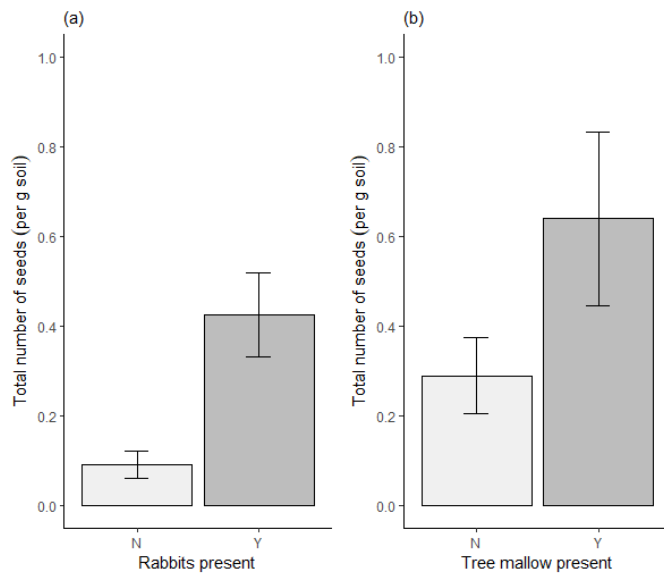 (a)
Total number of seeds (per g soil)
1.0
0.8
0.6
0.4
0.2
0.0
N Y
Rabbits present
(b)
Total number of seeds (per g soil)
1.0
0.8
0.6
0.4
0.2
0.0
N Y
Tree mallow present